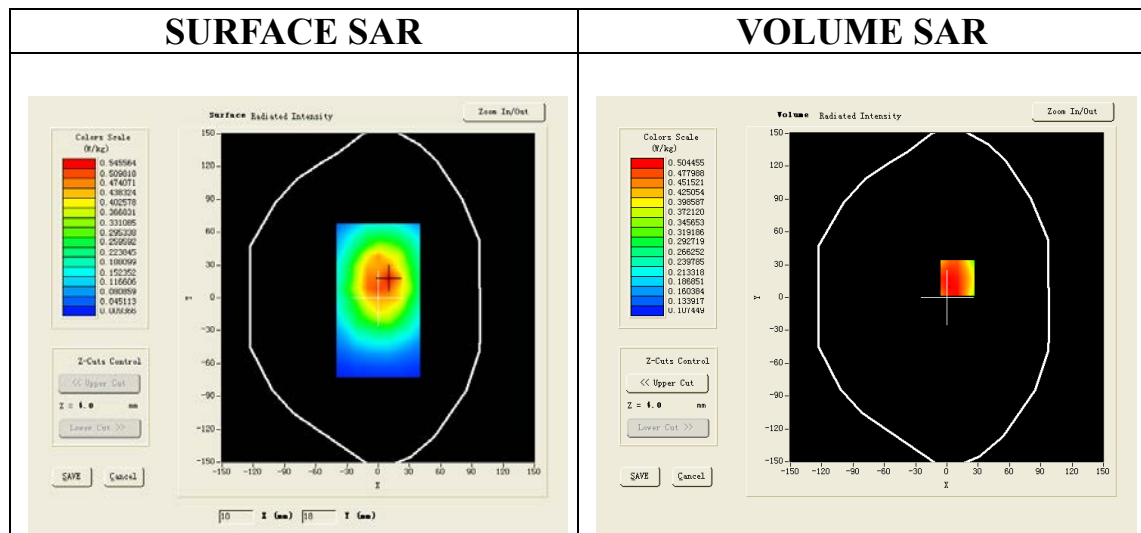 SURFACE SAR
VOLUME SAR
Surface Radiated Intensity
Zoom In/Out
Colors Scale
(W/kg)
0.545564
0.509818
0.474071
0.438324
0.402578
0.366831
0.331085
0.295338
0.259592
0.223845
0.188099
0.152352
0.116606
0.080859
0.045113
0.009366
150
120
90
60
30
0
-30
-60
-90
-120
-150
Y
-150 -120 -90 -60 -30 0 30 60 90 120 150
X
Z-Cuts Control
<< Upper Cut
Z = 4.0 mm
Lower Cut >>
SAVE Cancel
10 X (mm) 18 Y (mm)
Volume Radiated Intensity
Zoom In/Out
Colors Scale
(W/kg)
0.504455
0.477988
0.451521
0.425054
0.398587
0.372120
0.345653
0.319186
0.292719
0.266252
0.239785
0.213318
0.186851
0.160384
0.133917
0.107449
150
120
90
60
30
0
-30
-60
-90
-120
-150
Y
-150 -120 -90 -60 -30 0 30 60 90 120 150
X
Z-Cuts Control
<< Upper Cut
Z = 4.0 mm
Lower Cut >>
SAVE Cancel